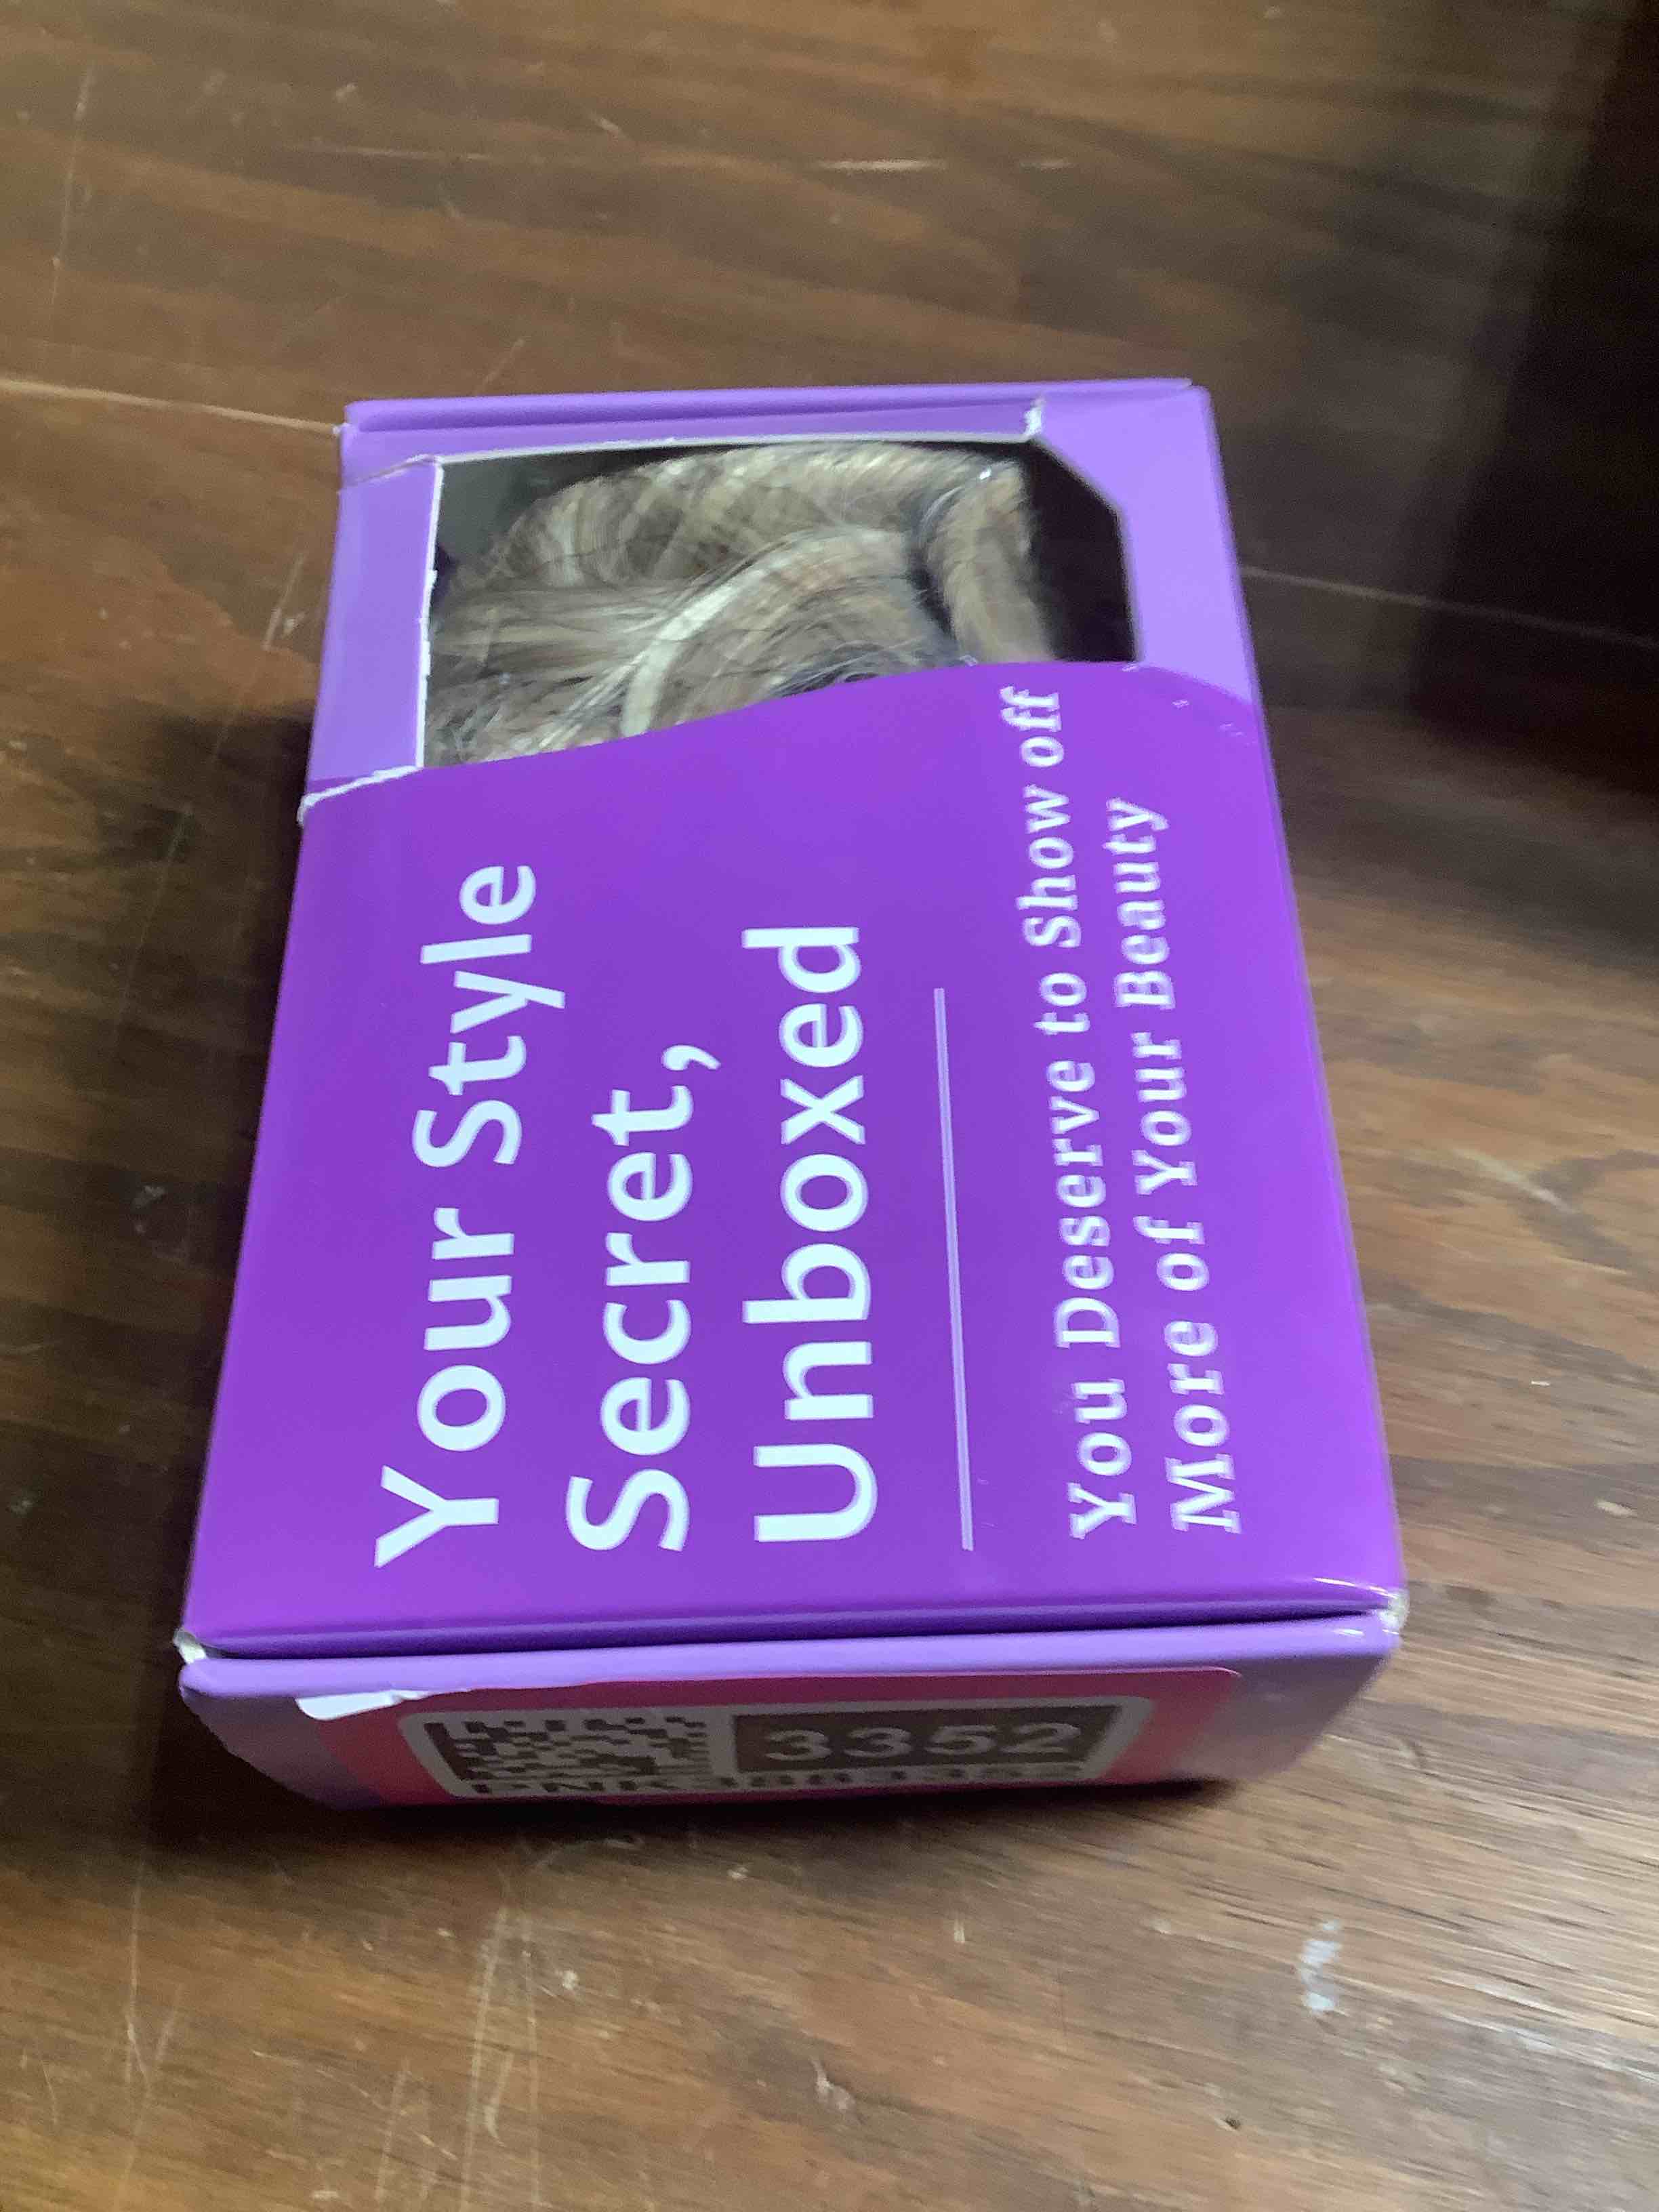 Your Style
Secret,
Unboxed
You Deserve to Show off
More of Your Beauty
3352